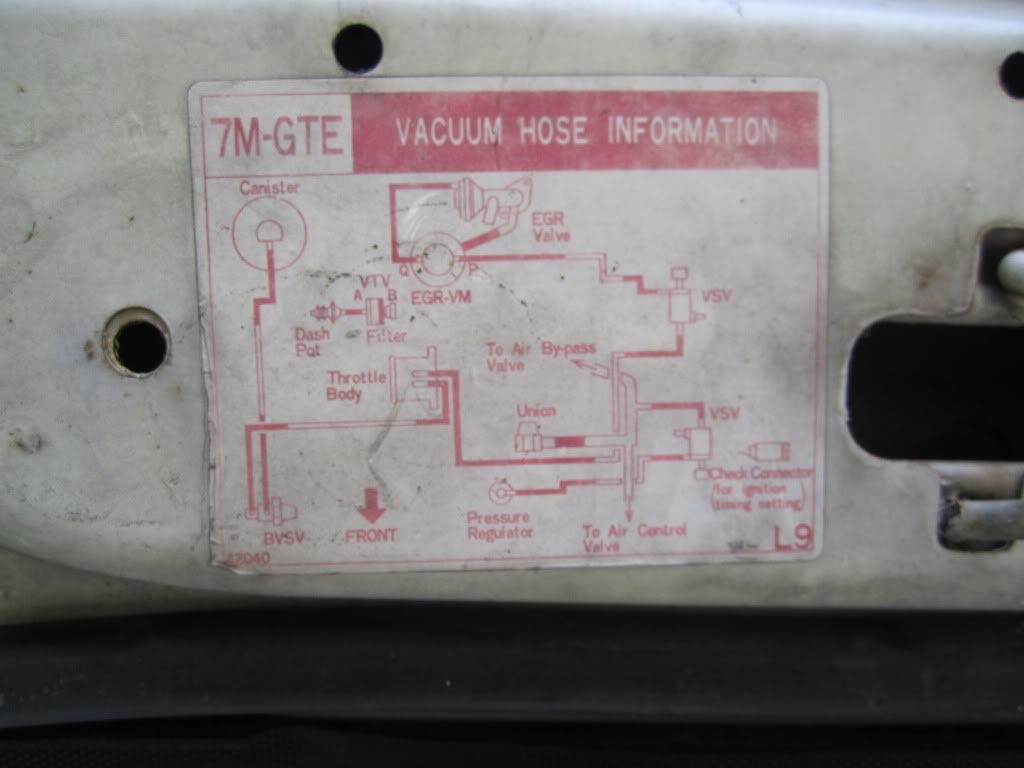 7M-GTE
VACUUM HOSE INFORMATION
Canister
EGR
Valve
Q
P
EGR-VM
VTV
A
B
Dash
Pot
Filter
VSV
To Air By-pass
Valve
Throttle
Body
Union
VSV
Check Connector
(for ignition
timing setting)
Pressure
Regulator
To Air Control
Valve
BVSV
FRONT
L9